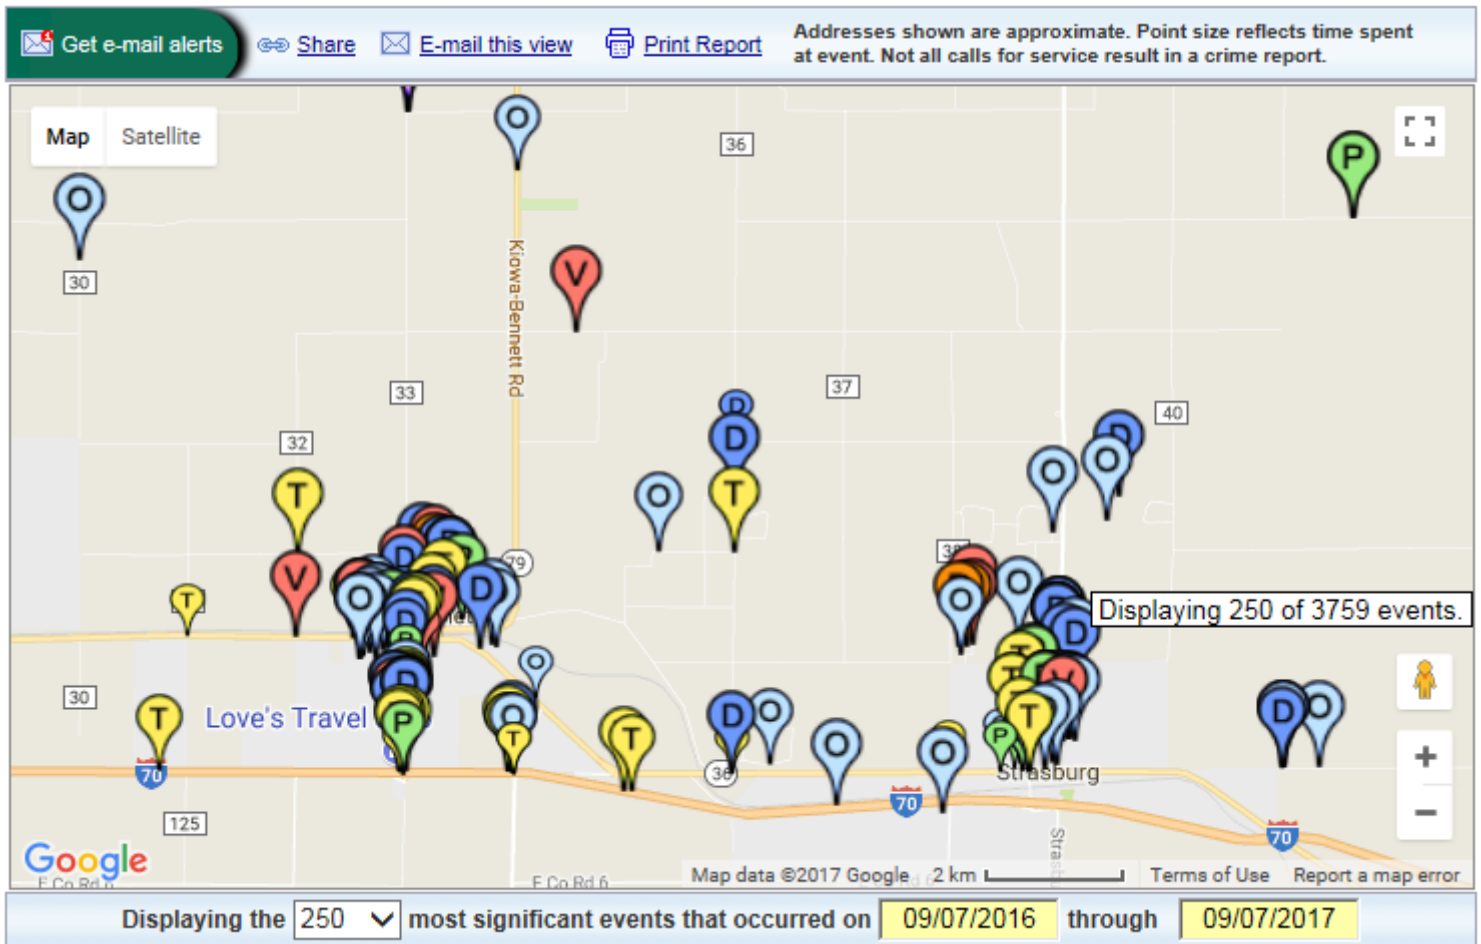 Get e-mail alerts Share E-mail this view Print Report
Addresses shown are approximate. Point size reflects time spent
at event. Not all calls for service result in a crime report.
Map Satellite
O
36
P
O
30
V
Kiowa-Bennett Rd
33
37
D
40
32
D
D
O
O
T
O
T
D
D
T
79
V
D
O
O
D
O
T
D
Displaying 250 of 3759 events.
P
D
D
T
O
T
V
30
T
Love's Travel
P
O
T
T
D
O
O
O
P
T
D
O
70
36
Strasburg
70
125
70
Google
E Co Rd 6
Map data ©2017 Google 2 km Terms of Use Report a map error
Displaying the 250 most significant events that occurred on 09/07/2016 through 09/07/2017